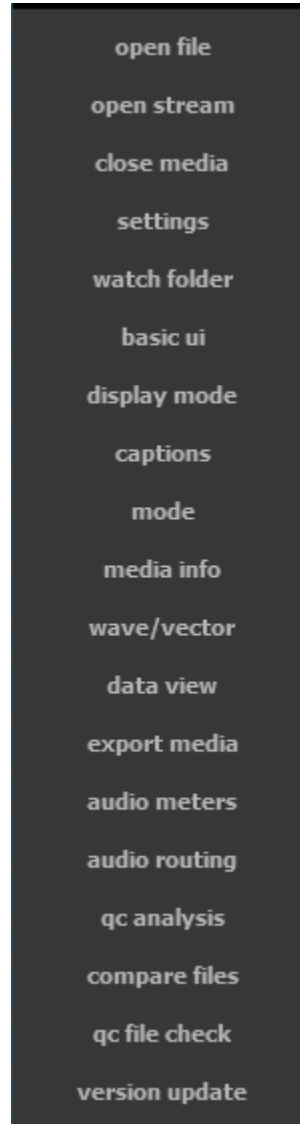 open file
open stream
close media
settings
watch folder
basic ui
display mode
captions
mode
media info
wave/vector
data view
export media
audio meters
audio routing
qc analysis
compare files
qc file check
version update